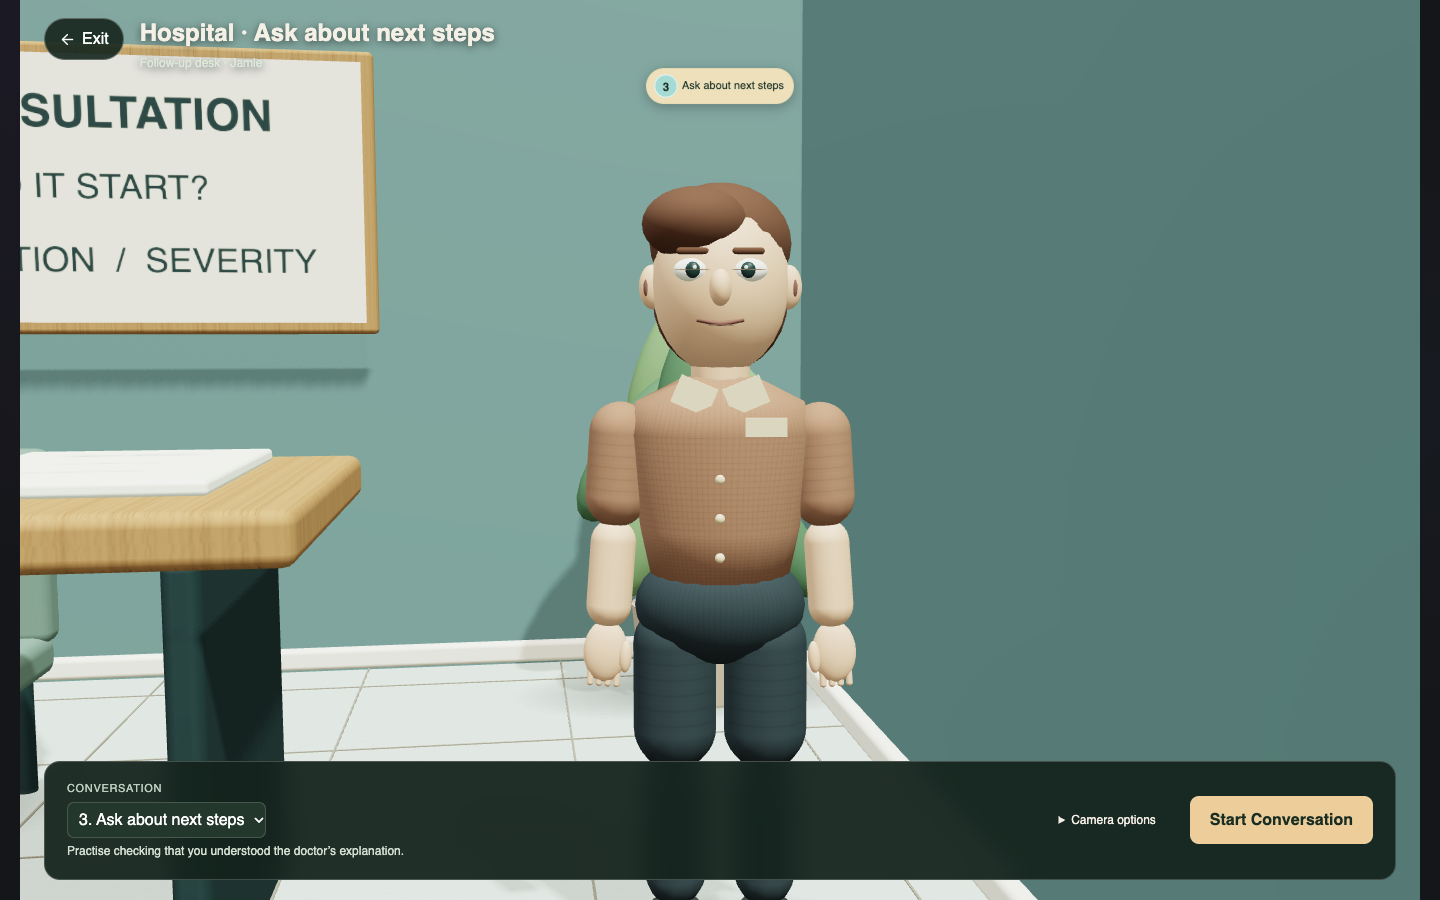 ← Exit
Hospital · Ask about next steps
Follow-up desk · Jamie
3 Ask about next steps
SULTATION
IT START?
TION / SEVERITY
CONVERSATION
3. Ask about next steps
Practise checking that you understood the doctor's explanation.
▶ Camera options
Start Conversation